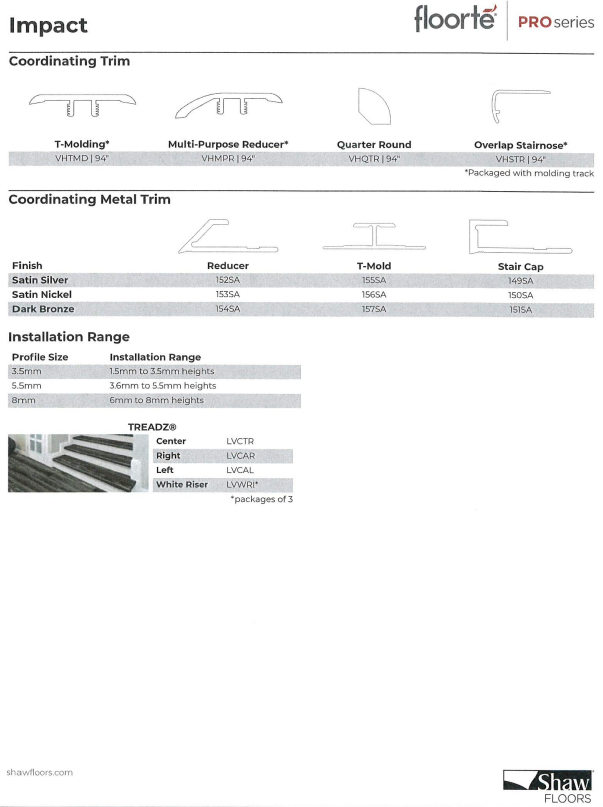 Impact
floorté PRO series
Coordinating Trim
T-Molding* Multi-Purpose Reducer* Quarter Round Overlap Stairnose*
VHTMD | 94" VHMPR | 94" VHQTR | 94" VHSTR | 94"
*Packaged with molding track
Coordinating Metal Trim
Finish Reducer T-Mold Stair Cap
Satin Silver 152SA 155SA 149SA
Satin Nickel 153SA 156SA 150SA
Dark Bronze 154SA 157SA 151SA
Installation Range
Profile Size Installation Range
3.5mm 1.5mm to 3.5mm heights
5.5mm 3.6mm to 5.5mm heights
8mm 6mm to 8mm heights
TREADZ®
Center LVCTR
Right LVCAR
Left LVCAL
White Riser LVWRI*
*packages of 3
shawfloors.com
Shaw
FLOORS